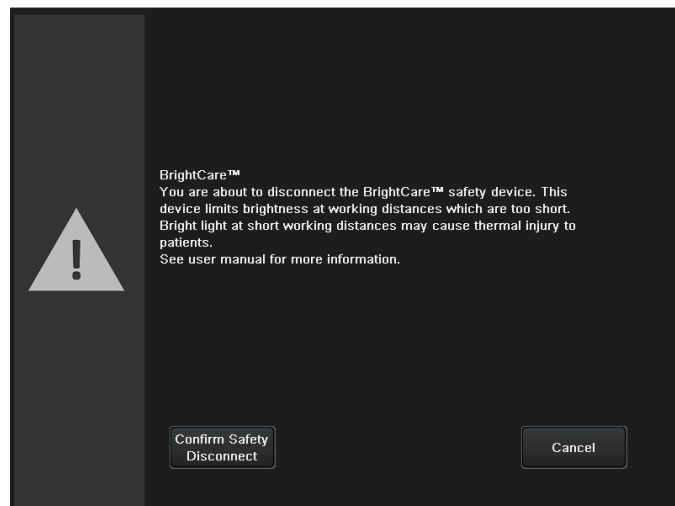 BrightCare™
You are about to disconnect the BrightCare™ safety device. This
device limits brightness at working distances which are too short.
Bright light at short working distances may cause thermal injury to
patients.
See user manual for more information.
!
Confirm Safety
Disconnect
Cancel